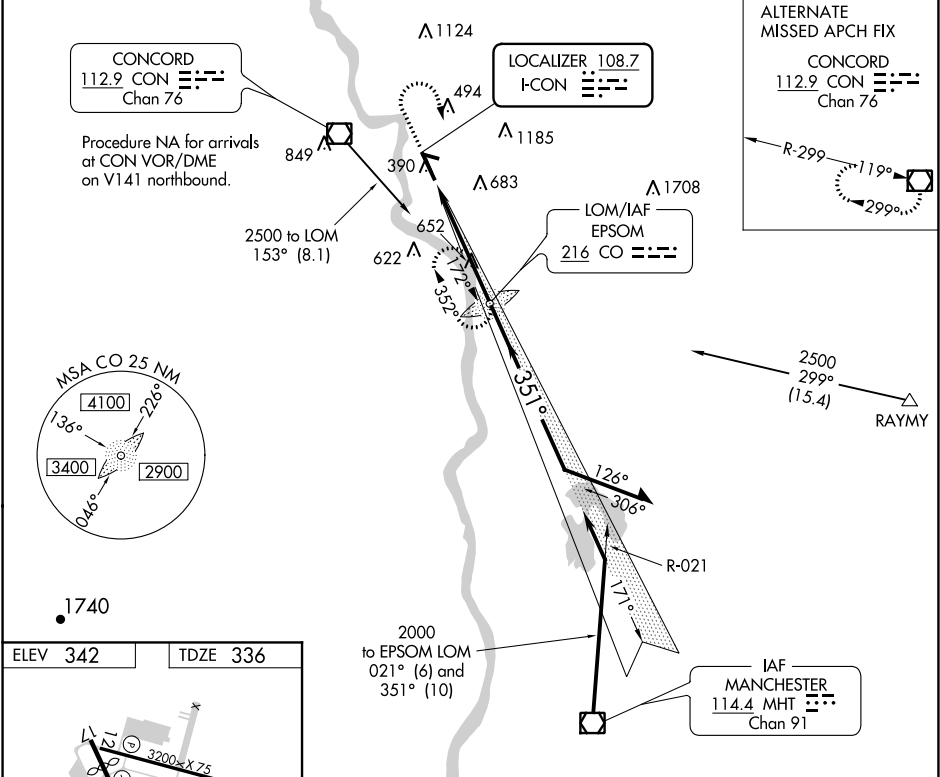 CONCORD
112.9 CON
Chan 76
Procedure NA for arrivals
at CON VOR/DME
on V141 northbound.
1124
LOCALIZER 108.7
I-CON
494
1185
849
390
683
1708
2500 to LOM
153° (8.1)
652
622
172°
352°
LOM/IAF
EPSOM
216 CO
ALTERNATE
MISSED APCH FIX
CONCORD
112.9 CON
Chan 76
R-299
119°
299°
2500
299°
(15.4)
RAYMY
MSA CO 25 NM
4100
226°
136°
3400
2900
046°
351°
126°
306°
R-021
171°
1740
2000
to EPSOM LOM
021° (6) and
351° (10)
IAF
MANCHESTER
114.4 MHT
Chan 91
ELEV 342
TDZE 336
17
12
P
3200 X 75